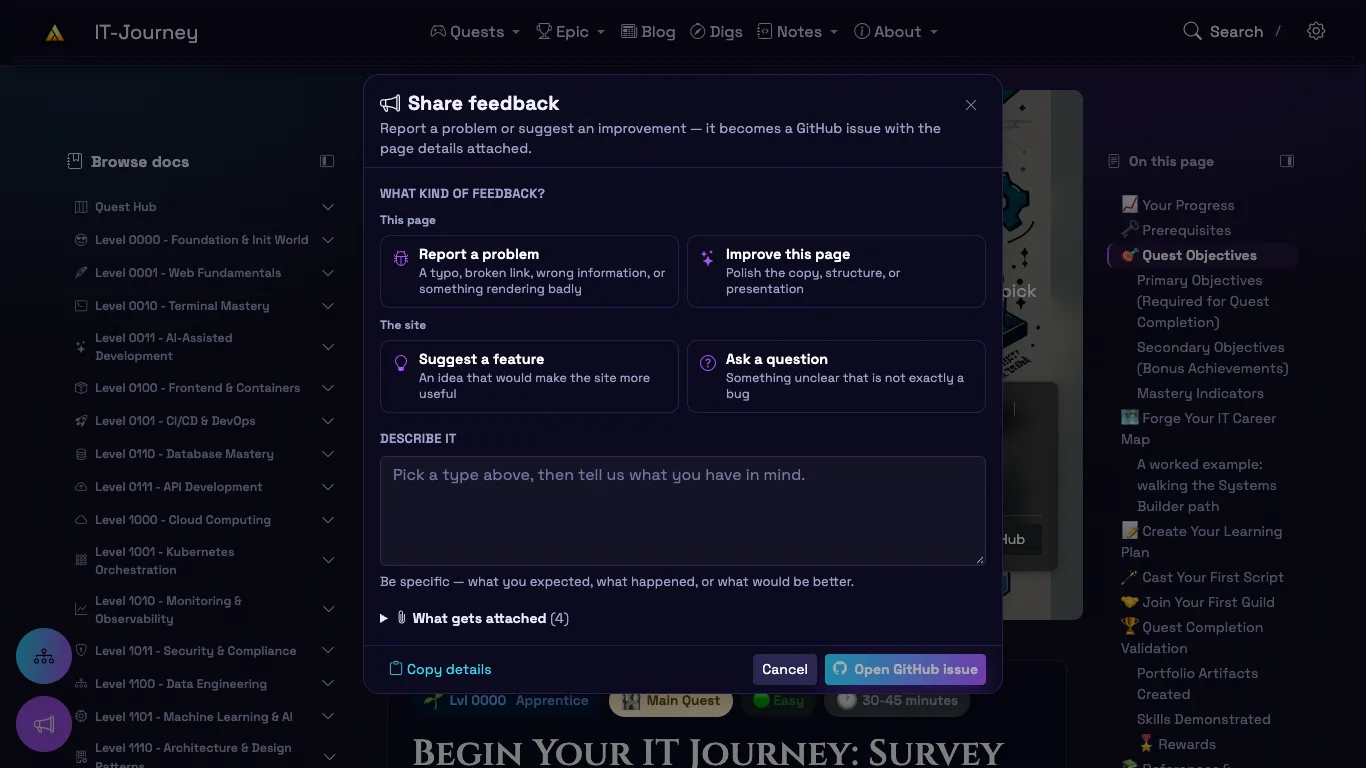 IT-Journey
Quests
Epic
Blog
Digs
Notes
About
Search /
Share feedback
Report a problem or suggest an improvement — it becomes a GitHub issue with the
page details attached.
WHAT KIND OF FEEDBACK?
This page
Report a problem
A typo, broken link, wrong information, or
something rendering badly
Improve this page
Polish the copy, structure, or
presentation
The site
Suggest a feature
An idea that would make the site more
useful
Ask a question
Something unclear that is not exactly a
bug
DESCRIBE IT
Pick a type above, then tell us what you have in mind.
Be specific — what you expected, what happened, or what would be better.
What gets attached (4)
Copy details
Cancel
Open GitHub issue
Browse docs
Quest Hub
Level 0000 - Foundation & Init World
Level 0001 - Web Fundamentals
Level 0010 - Terminal Mastery
Level 0011 - AI-Assisted
Development
Level 0100 - Frontend & Containers
Level 0101 - CI/CD & DevOps
Level 0110 - Database Mastery
Level 0111 - API Development
Level 1000 - Cloud Computing
Level 1001 - Kubernetes
Orchestration
Level 1010 - Monitoring &
Observability
Level 1011 - Security & Compliance
Level 1100 - Data Engineering
Level 1101 - Machine Learning & AI
Level 1110 - Architecture & Design
Patterns
pick
Hub
Lvl 0000 Apprentice
Main Quest
Easy
30-45 minutes
BEGIN YOUR IT JOURNEY: SURVEY
On this page
Your Progress
Prerequisites
Quest Objectives
Primary Objectives
(Required for Quest
Completion)
Secondary Objectives
(Bonus Achievements)
Mastery Indicators
Forge Your IT Career
Map
A worked example:
walking the Systems
Builder path
Create Your Learning
Plan
Cast Your First Script
Join Your First Guild
Quest Completion
Validation
Portfolio Artifacts
Created
Skills Demonstrated
Rewards
References &